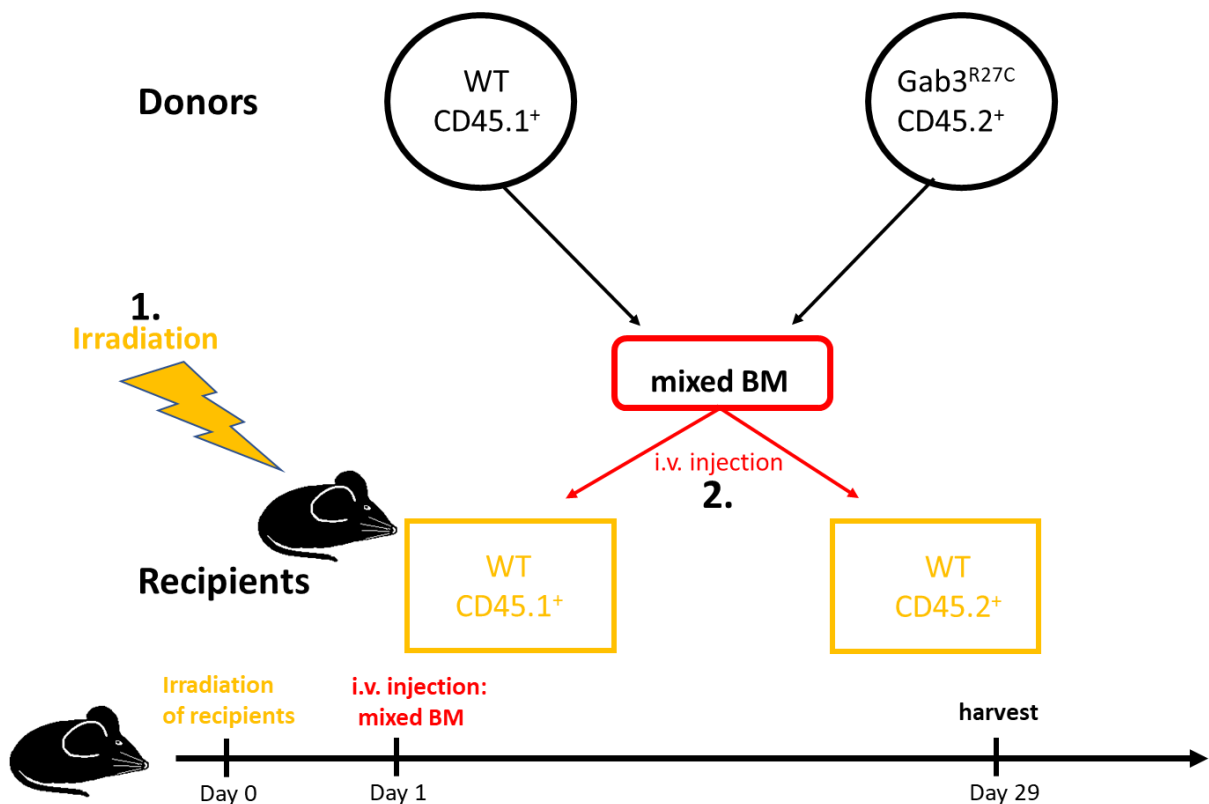 Donors
WT
CD45.1⁺
Gab3ᴿ²⁷ᶜ
CD45.2⁺
1.
Irradiation
mixed BM
i.v. injection
2.
Recipients
WT
CD45.1⁺
WT
CD45.2⁺
Irradiation
of recipients
i.v. injection:
mixed BM
harvest
Day 0
Day 1
Day 29